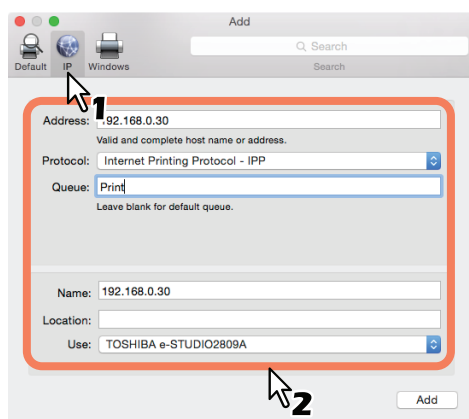 Add
Search
Default IP Windows Search
1
Address: 192.168.0.30
Valid and complete host name or address.
Protocol: Internet Printing Protocol - IPP
Queue: Print
Leave blank for default queue.
Name: 192.168.0.30
Location:
Use: TOSHIBA e-STUDIO2809A
2
Add